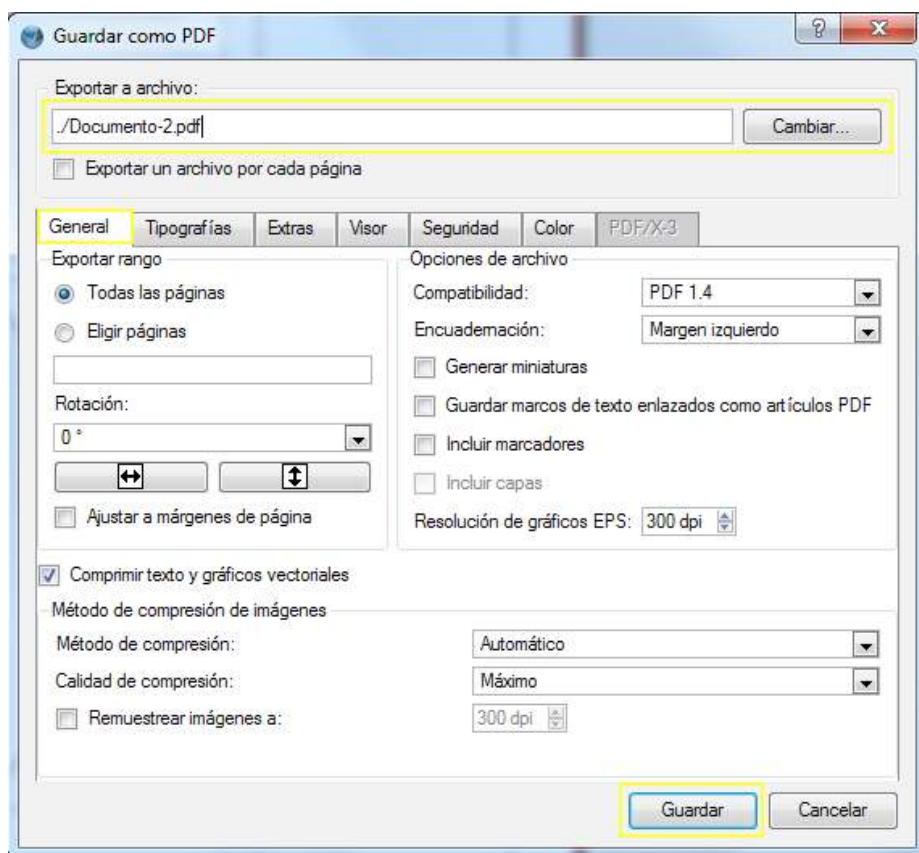 Guardar como PDF
Exportar a archivo:
./Documento-2.pdf
Cambiar...
Exportar un archivo por cada página
General Tipografías Extras Visor Seguridad Color PDF/X-3
Exportar rango
Todas las páginas
Eligir páginas
Rotación:
0 °
Ajustar a márgenes de página
Opciones de archivo
Compatibilidad: PDF 1.4
Encuadernación: Margen izquierdo
Generar miniaturas
Guardar marcos de texto enlazados como artículos PDF
Incluir marcadores
Incluir capas
Resolución de gráficos EPS: 300 dpi
Comprimir texto y gráficos vectoriales
Método de compresión de imágenes
Método de compresión: Automático
Calidad de compresión: Máximo
Remuestrear imágenes a: 300 dpi
Guardar Cancelar